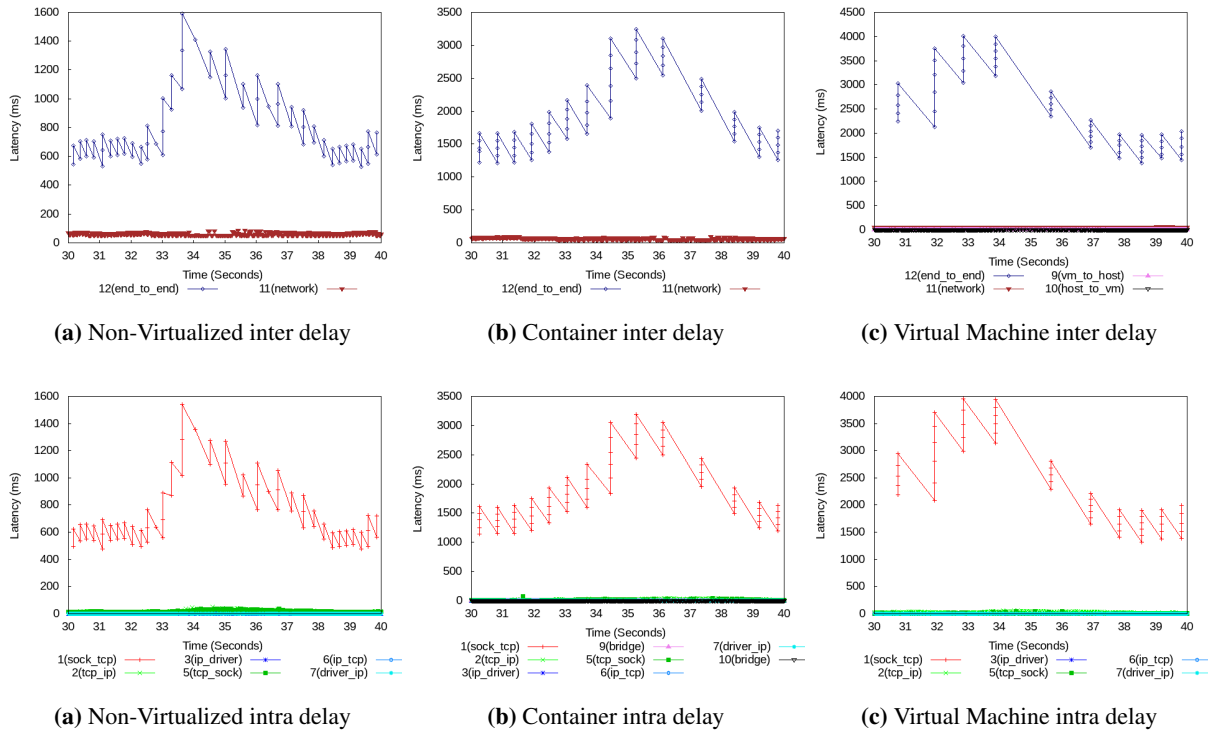 1600
1400
1200
1000
800
600
400
200
0
Latency (ms)
30 31 32 33 34 35 36 37 38 39 40
Time (Seconds)
12(end_to_end) 11(network)
(a) Non-Virtualized inter delay
3500
3000
2500
2000
1500
1000
500
0
Latency (ms)
30 31 32 33 34 35 36 37 38 39 40
Time (Seconds)
12(end_to_end) 11(network)
(b) Container inter delay
4500
4000
3500
3000
2500
2000
1500
1000
500
0
Latency (ms)
30 31 32 33 34 35 36 37 38 39 40
Time (Seconds)
12(end_to_end) 9(vm_to_host)
11(network) 10(host_to_vm)
(c) Virtual Machine inter delay
1600
1400
1200
1000
800
600
400
200
0
Latency (ms)
30 31 32 33 34 35 36 37 38 39 40
Time (Seconds)
1(sock_tcp) 3(ip_driver) 6(ip_tcp)
2(tcp_ip) 5(tcp_sock) 7(driver_ip)
(a) Non-Virtualized intra delay
3500
3000
2500
2000
1500
1000
500
0
Latency (ms)
30 31 32 33 34 35 36 37 38 39 40
Time (Seconds)
1(sock_tcp) 9(bridge) 7(driver_ip)
2(tcp_ip) 5(tcp_sock) 10(bridge)
3(ip_driver) 6(ip_tcp)
(b) Container intra delay
4000
3500
3000
2500
2000
1500
1000
500
0
Latency (ms)
30 31 32 33 34 35 36 37 38 39 40
Time (Seconds)
1(sock_tcp) 3(ip_driver) 6(ip_tcp)
2(tcp_ip) 5(tcp_sock) 7(driver_ip)
(c) Virtual Machine intra delay